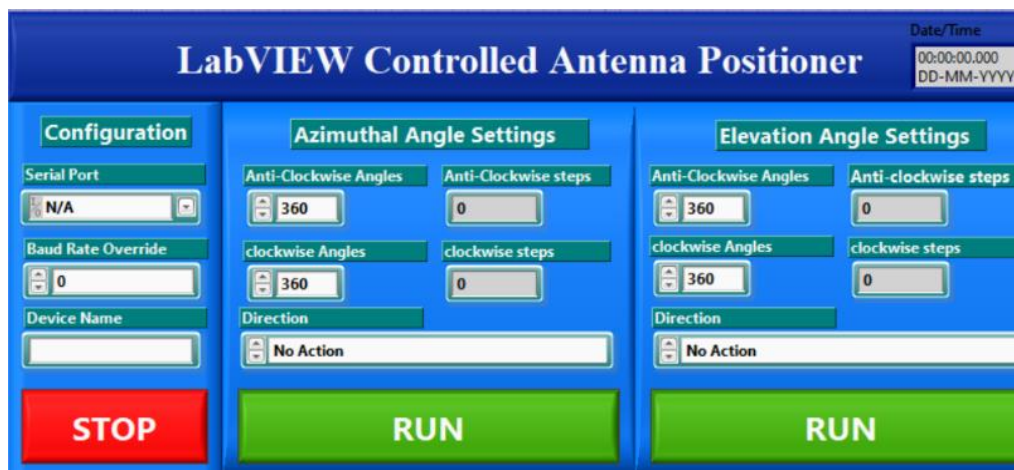 Date/Time
LabVIEW Controlled Antenna Positioner
00:00:00.000
DD-MM-YYYY
Configuration
Serial Port
N/A
Baud Rate Override
0
Device Name
STOP
Azimuthal Angle Settings
Anti-Clockwise Angles
Anti-Clockwise steps
360
0
clockwise Angles
clockwise steps
360
0
Direction
No Action
RUN
Elevation Angle Settings
Anti-Clockwise Angles
Anti-clockwise steps
360
0
clockwise Angles
clockwise steps
360
0
Direction
No Action
RUN